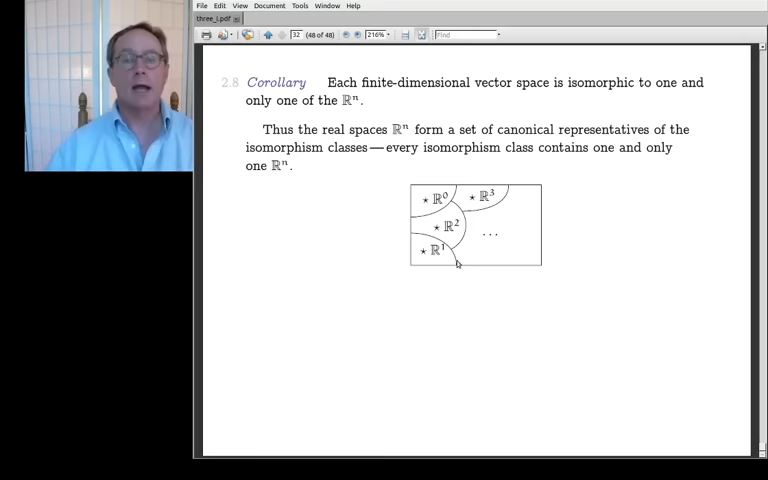 File Edit View Document Tools Window Help
three_i.pdf
32 (48 of 48) 216% Find
2.8 Corollary Each finite-dimensional vector space is isomorphic to one and
only one of the ℝⁿ.
Thus the real spaces ℝⁿ form a set of canonical representatives of the
isomorphism classes — every isomorphism class contains one and only
one ℝⁿ.
⋆ ℝ⁰ ⋆ ℝ³
⋆ ℝ² ...
⋆ ℝ¹